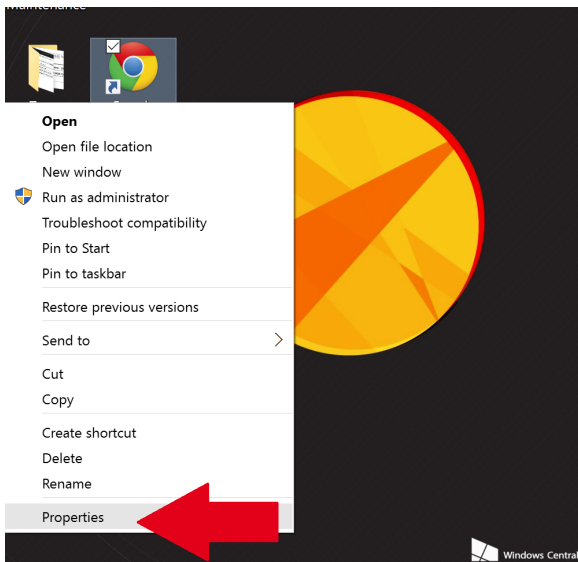 Maintenance
Open
Open file location
New window
Run as administrator
Troubleshoot compatibility
Pin to Start
Pin to taskbar
Restore previous versions
Send to
Cut
Copy
Create shortcut
Delete
Rename
Properties
Windows Central